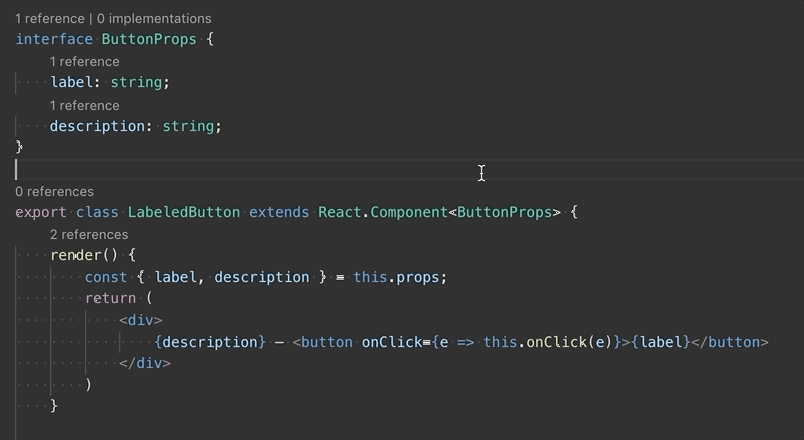 1 reference | 0 implementations
interface ButtonProps {
1 reference
label: string;
1 reference
description: string;
}
0 references
export class LabeledButton extends React.Component<ButtonProps> {
2 references
render() {
const { label, description } = this.props;
return (
<div>
{description} — <button onClick={e => this.onClick(e)}>{label}</button>
</div>
)
}